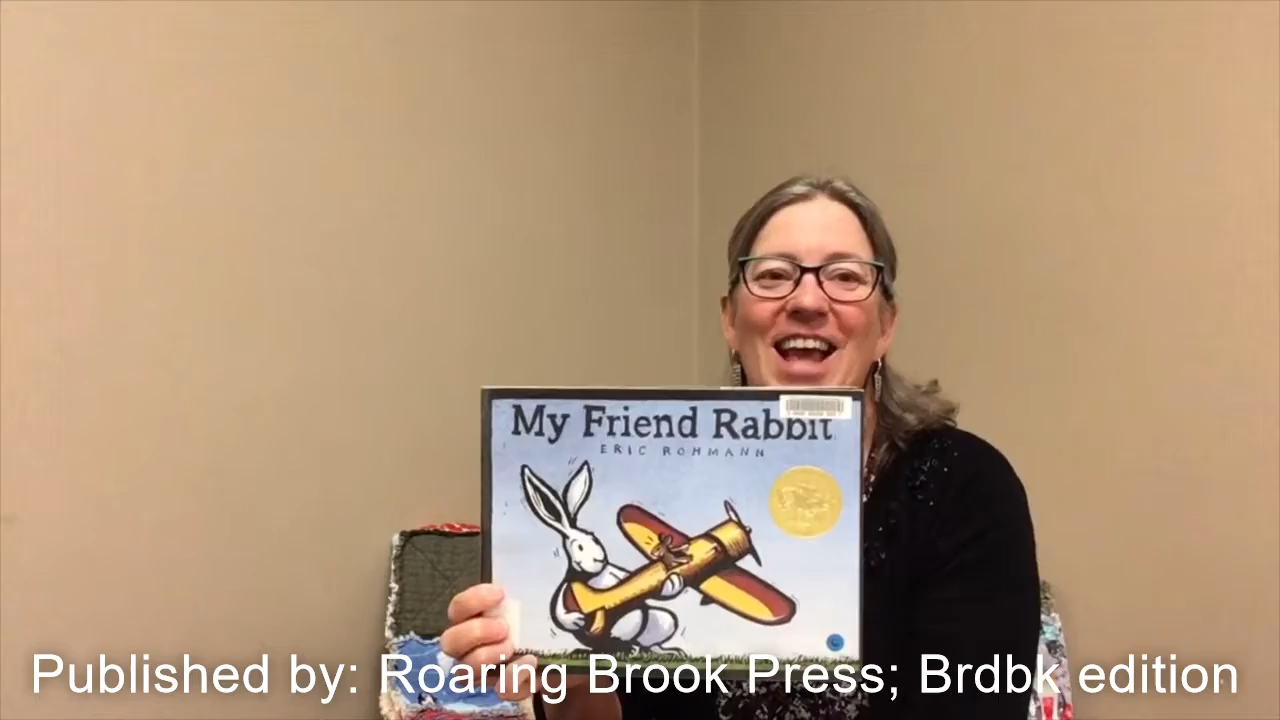 My Friend Rabbit
ERIC ROHMANN
Published by: Roaring Brook Press; Brdbk edition